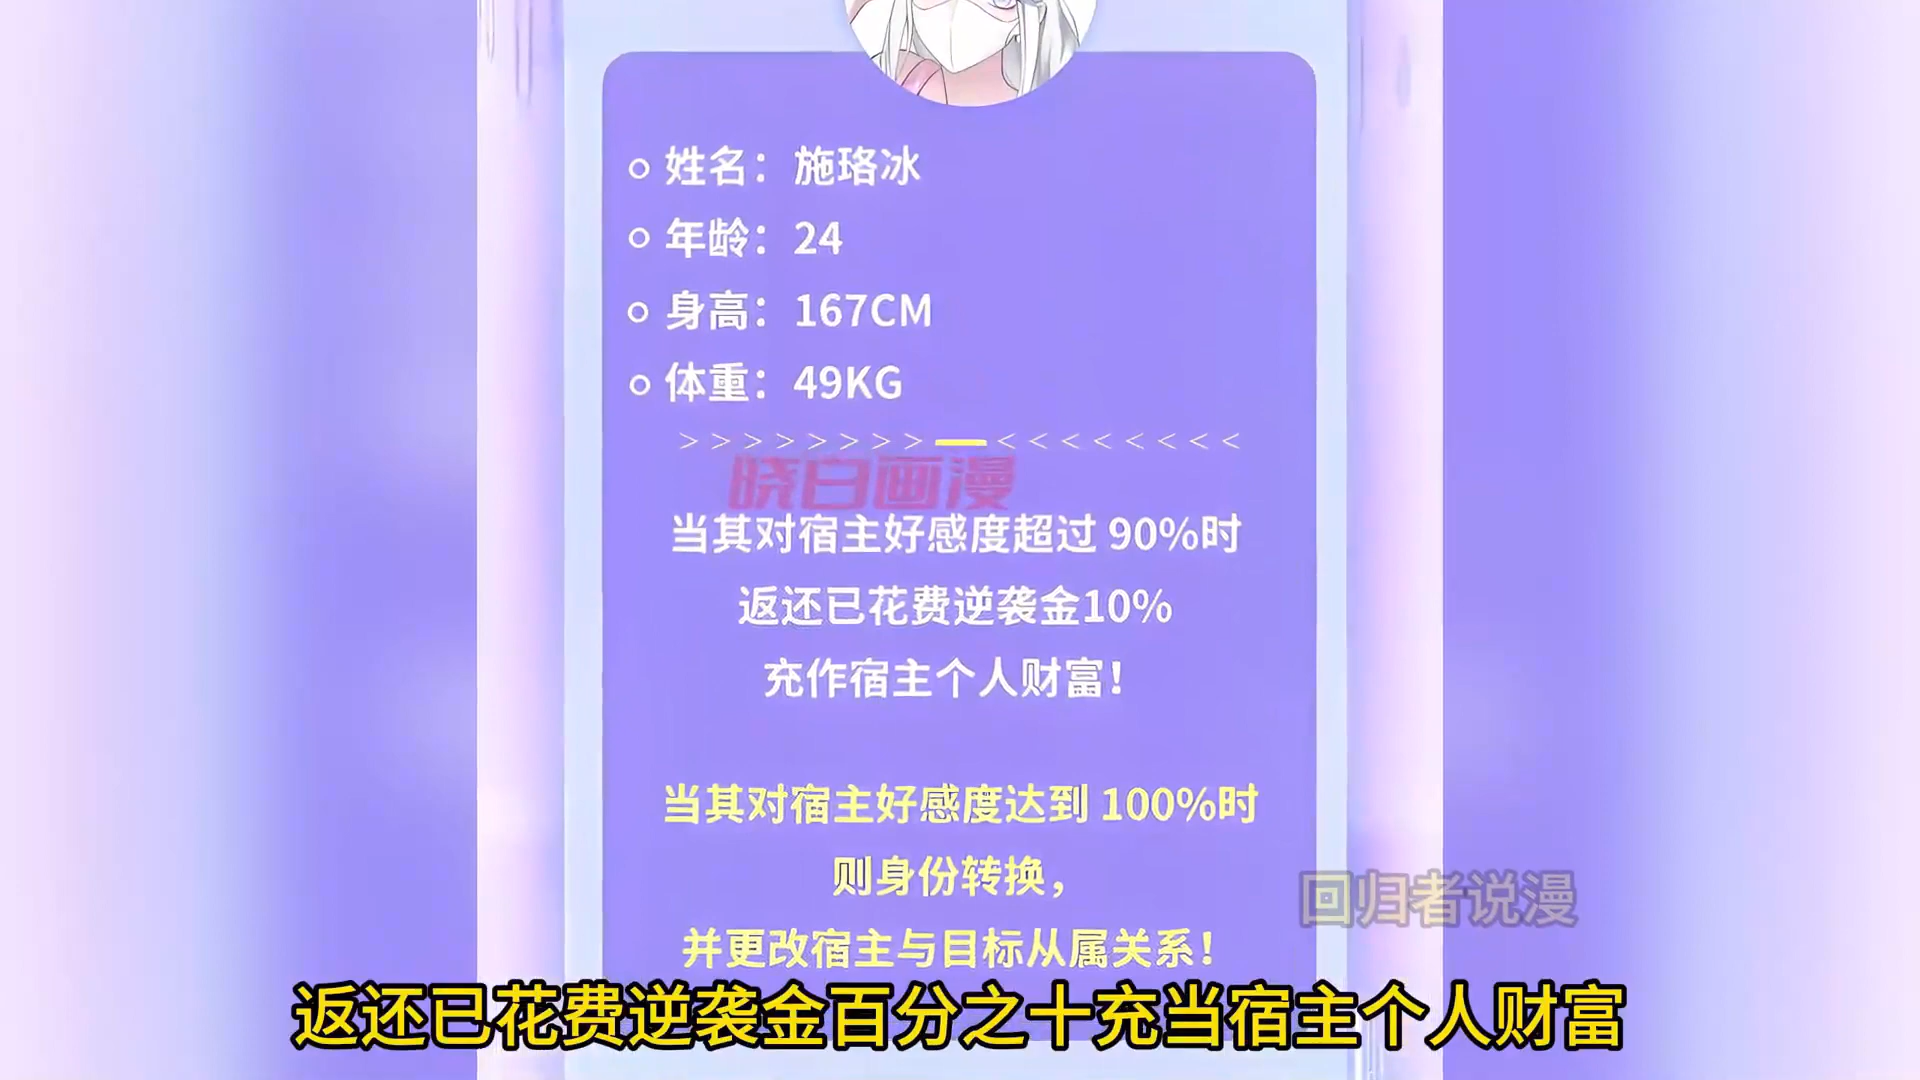 姓名：施珞冰
年龄：24
身高：167CM
体重：49KG
>>>>>>>><<<<<<<<
晓白画漫
当其对宿主好感度超过 90%时
返还已花费逆袭金10%
充作宿主个人财富！
当其对宿主好感度达到 100%时
则身份转换，
回归者说漫
并更改宿主与目标从属关系！
返还已花费逆袭金百分之十充当宿主个人财富